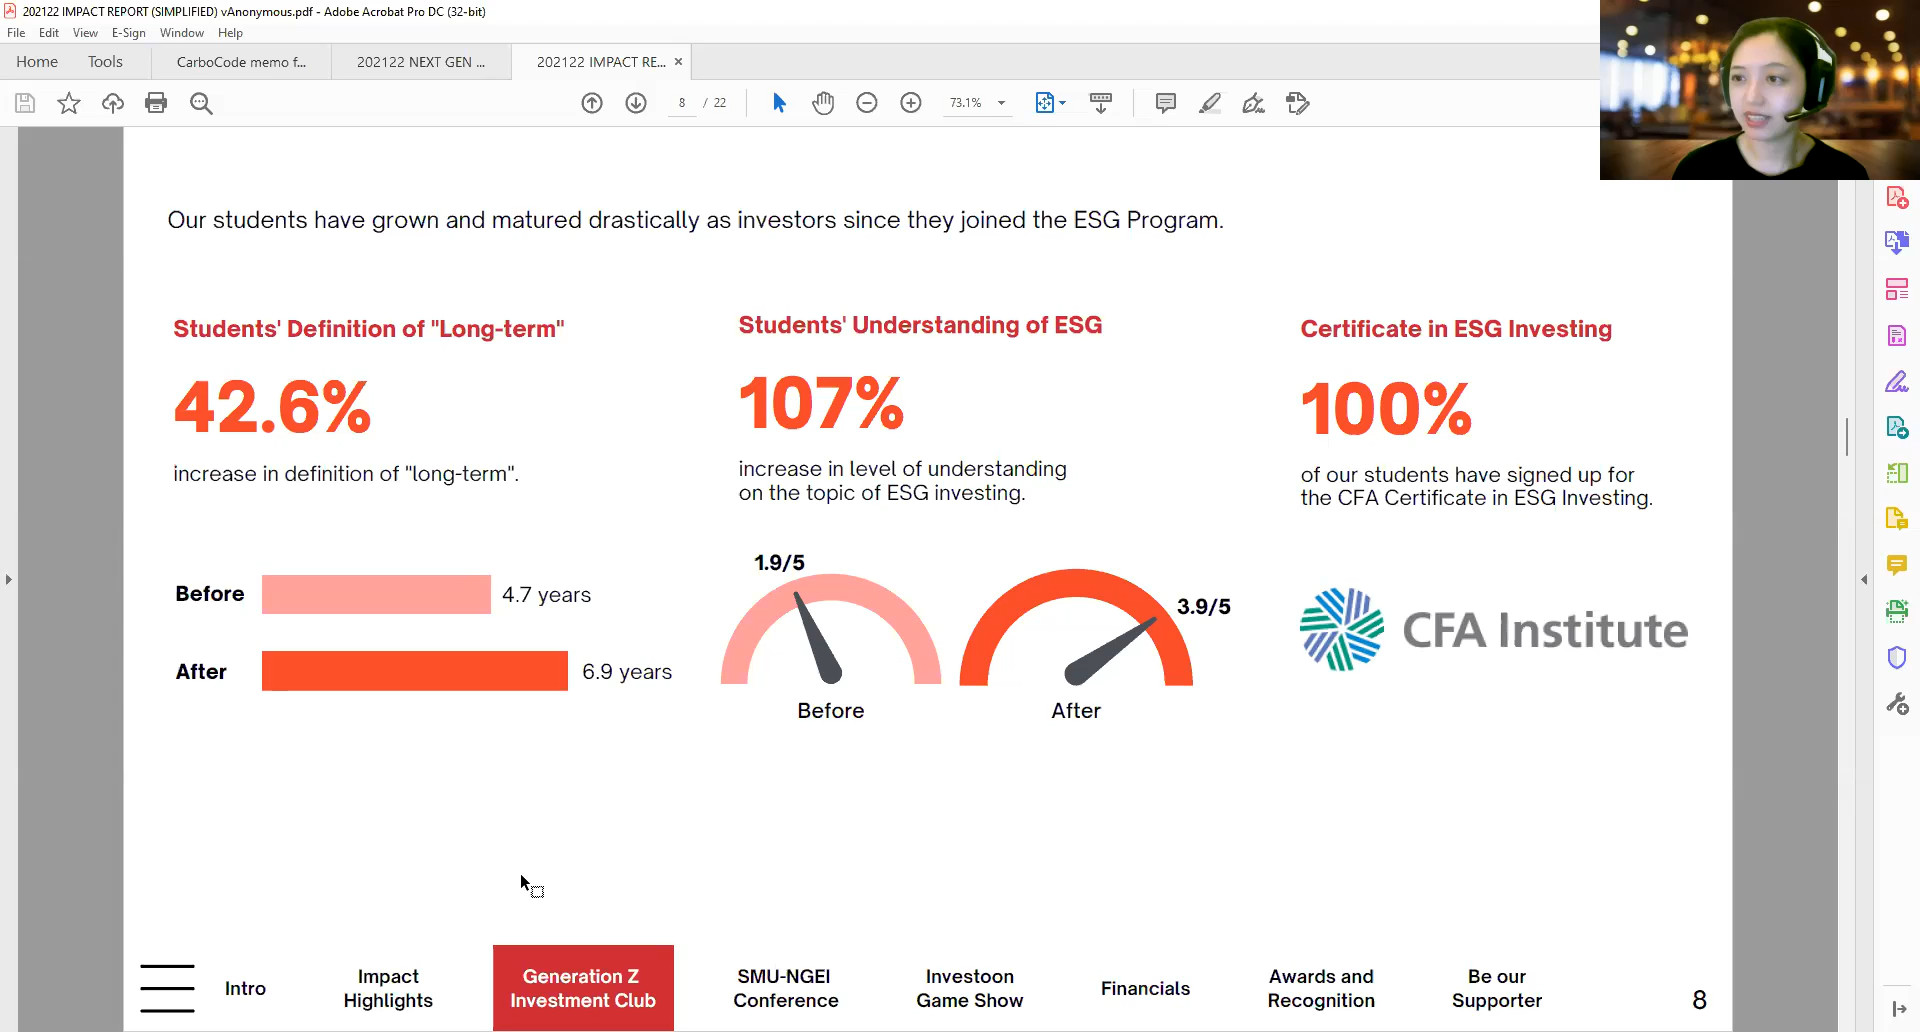 202122 IMPACT REPORT (SIMPLIFIED) vAnonymous.pdf - Adobe Acrobat Pro DC (32-bit)
File Edit View E-Sign Window Help
Home Tools CarboCode memo f... 202122 NEXT GEN ... 202122 IMPACT RE... ×
8 / 22 73.1%
Our students have grown and matured drastically as investors since they joined the ESG Program.
Students' Definition of "Long-term"
42.6%
increase in definition of "long-term".
Before 4.7 years
After 6.9 years
Students' Understanding of ESG
107%
increase in level of understanding
on the topic of ESG investing.
1.9/5
Before
3.9/5
After
Certificate in ESG Investing
100%
of our students have signed up for
the CFA Certificate in ESG Investing.
CFA Institute
Intro
Impact
Highlights
Generation Z
Investment Club
SMU-NGEI
Conference
Investoon
Game Show
Financials
Awards and
Recognition
Be our
Supporter
8